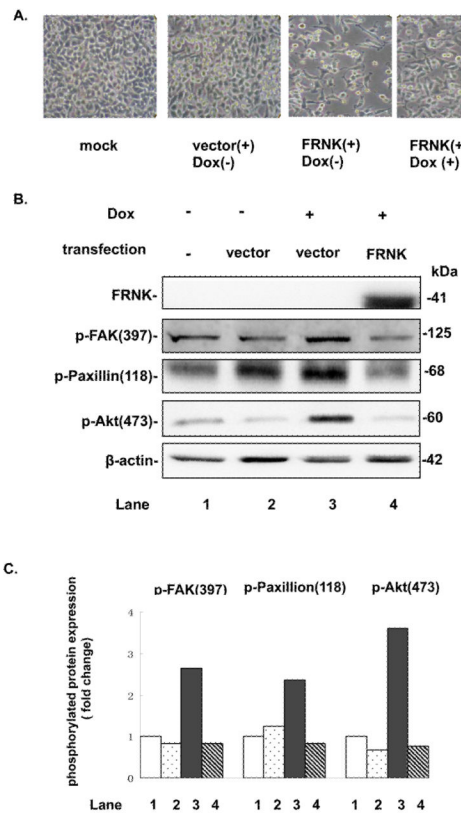 A.
mock vector(+) FRNK(+) FRNK(+
Dox(-) Dox(-) Dox (+)
B.
Dox - - + +
transfection - vector vector FRNK
kDa
FRNK- -41
p-FAK(397)- -125
p-Paxillin(118)- -68
p-Akt(473)- -60
β-actin- -42
Lane 1 2 3 4
C.
p-FAK(397) p-Paxillion(118) p-Akt(473)
phosphorylated protein expression
( fold change)
4
3
2
1
0
Lane 1 2 3 4 1 2 3 4 1 2 3 4